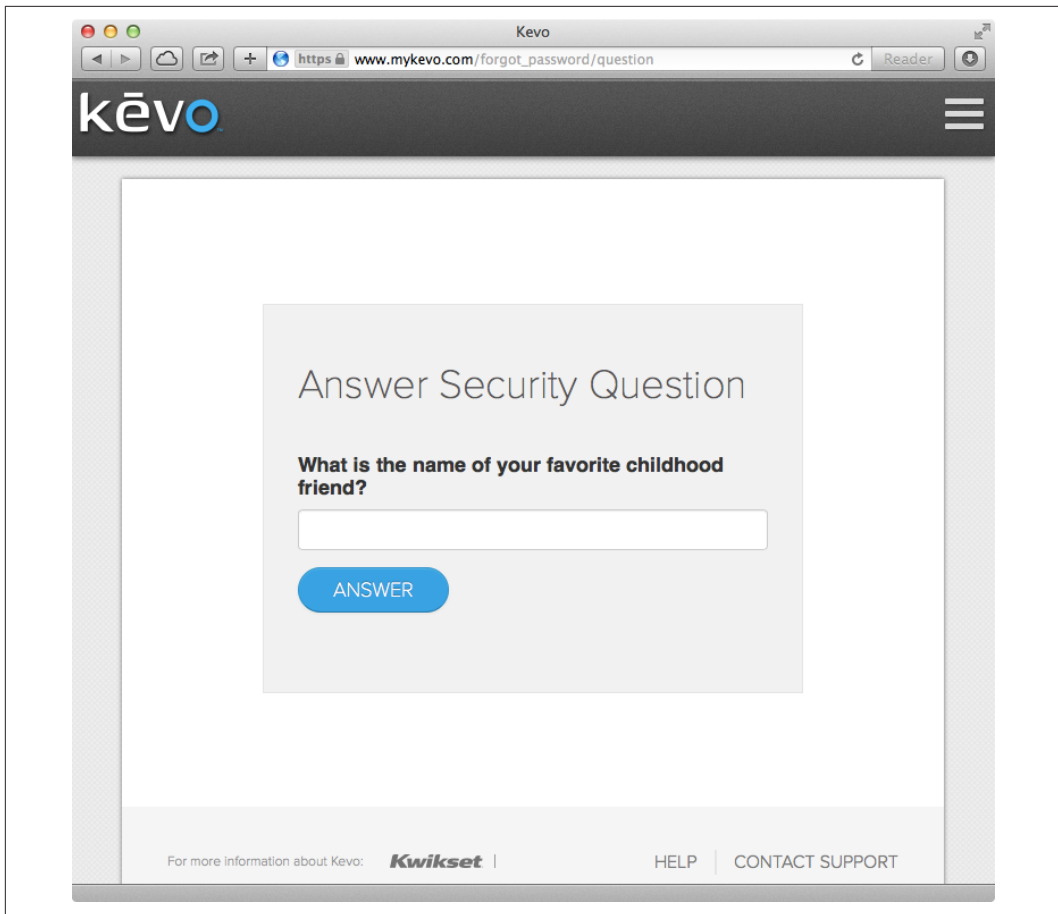 Kevo
https www.mykevo.com/forgot_password/question
Reader
kēvo
Answer Security Question
What is the name of your favorite childhood
friend?
ANSWER
For more information about Kevo: Kwikset | HELP CONTACT SUPPORT